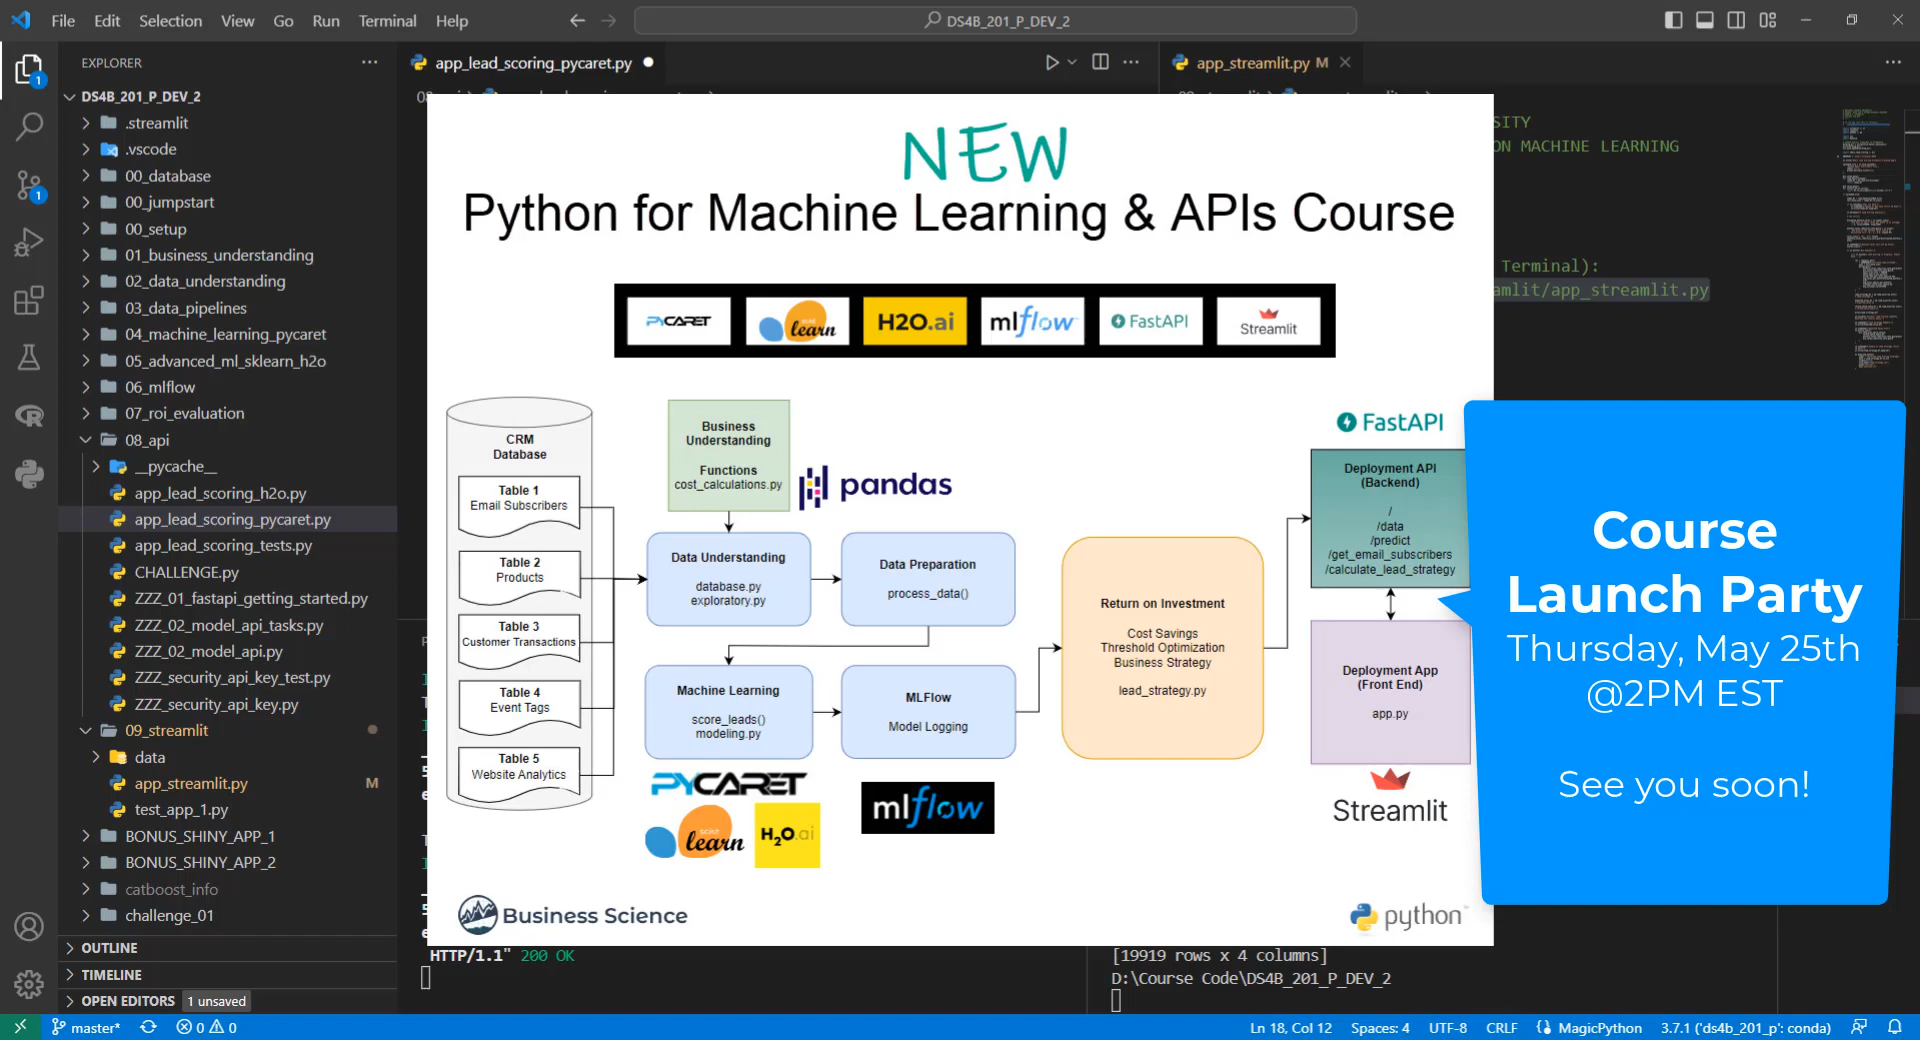 File Edit Selection View Go Run Terminal Help
DS4B_201_P_DEV_2
EXPLORER
DS4B_201_P_DEV_2
.streamlit
.vscode
00_database
00_jumpstart
00_setup
01_business_understanding
02_data_understanding
03_data_pipelines
04_machine_learning_pycaret
05_advanced_ml_sklearn_h2o
06_mlflow
07_roi_evaluation
08_api
__pycache__
app_lead_scoring_h2o.py
app_lead_scoring_pycaret.py
app_lead_scoring_tests.py
CHALLENGE.py
ZZZ_01_fastapi_getting_started.py
ZZZ_02_model_api_tasks.py
ZZZ_02_model_api.py
ZZZ_security_api_key_test.py
ZZZ_security_api_key.py
09_streamlit
data
app_streamlit.py M
test_app_1.py
BONUS_SHINY_APP_1
BONUS_SHINY_APP_2
catboost_info
challenge_01
OUTLINE
TIMELINE
OPEN EDITORS 1 unsaved
1
1
app_lead_scoring_pycaret.py
app_streamlit.py M
SITY
ON MACHINE LEARNING
Terminal):
amlit/app_streamlit.py
NEW
Python for Machine Learning & APIs Course
PYCARET
scikit learn
H2O.ai
mlflow
FastAPI
Streamlit
CRM
Database
Table 1
Email Subscribers
Table 2
Products
Table 3
Customer Transactions
Table 4
Event Tags
Table 5
Website Analytics
Business
Understanding
Functions
cost_calculations.py
pandas
Data Understanding
database.py
exploratory.py
Data Preparation
process_data()
Machine Learning
score_leads()
modeling.py
MLFlow
Model Logging
PYCARET
scikit learn
H2O.ai
mlflow
Return on Investment
Cost Savings
Threshold Optimization
Business Strategy
lead_strategy.py
FastAPI
Deployment API
(Backend)
/
/data
/predict
/get_email_subscribers
/calculate_lead_strategy
Deployment App
(Front End)
app.py
Streamlit
Business Science
python
Course
Launch Party
Thursday, May 25th
@2PM EST
See you soon!
HTTP/1.1" 200 OK
[19919 rows x 4 columns]
D:\Course Code\DS4B_201_P_DEV_2
master* 0 0
Ln 18, Col 12 Spaces: 4 UTF-8 CRLF MagicPython 3.7.1 ('ds4b_201_p': conda)